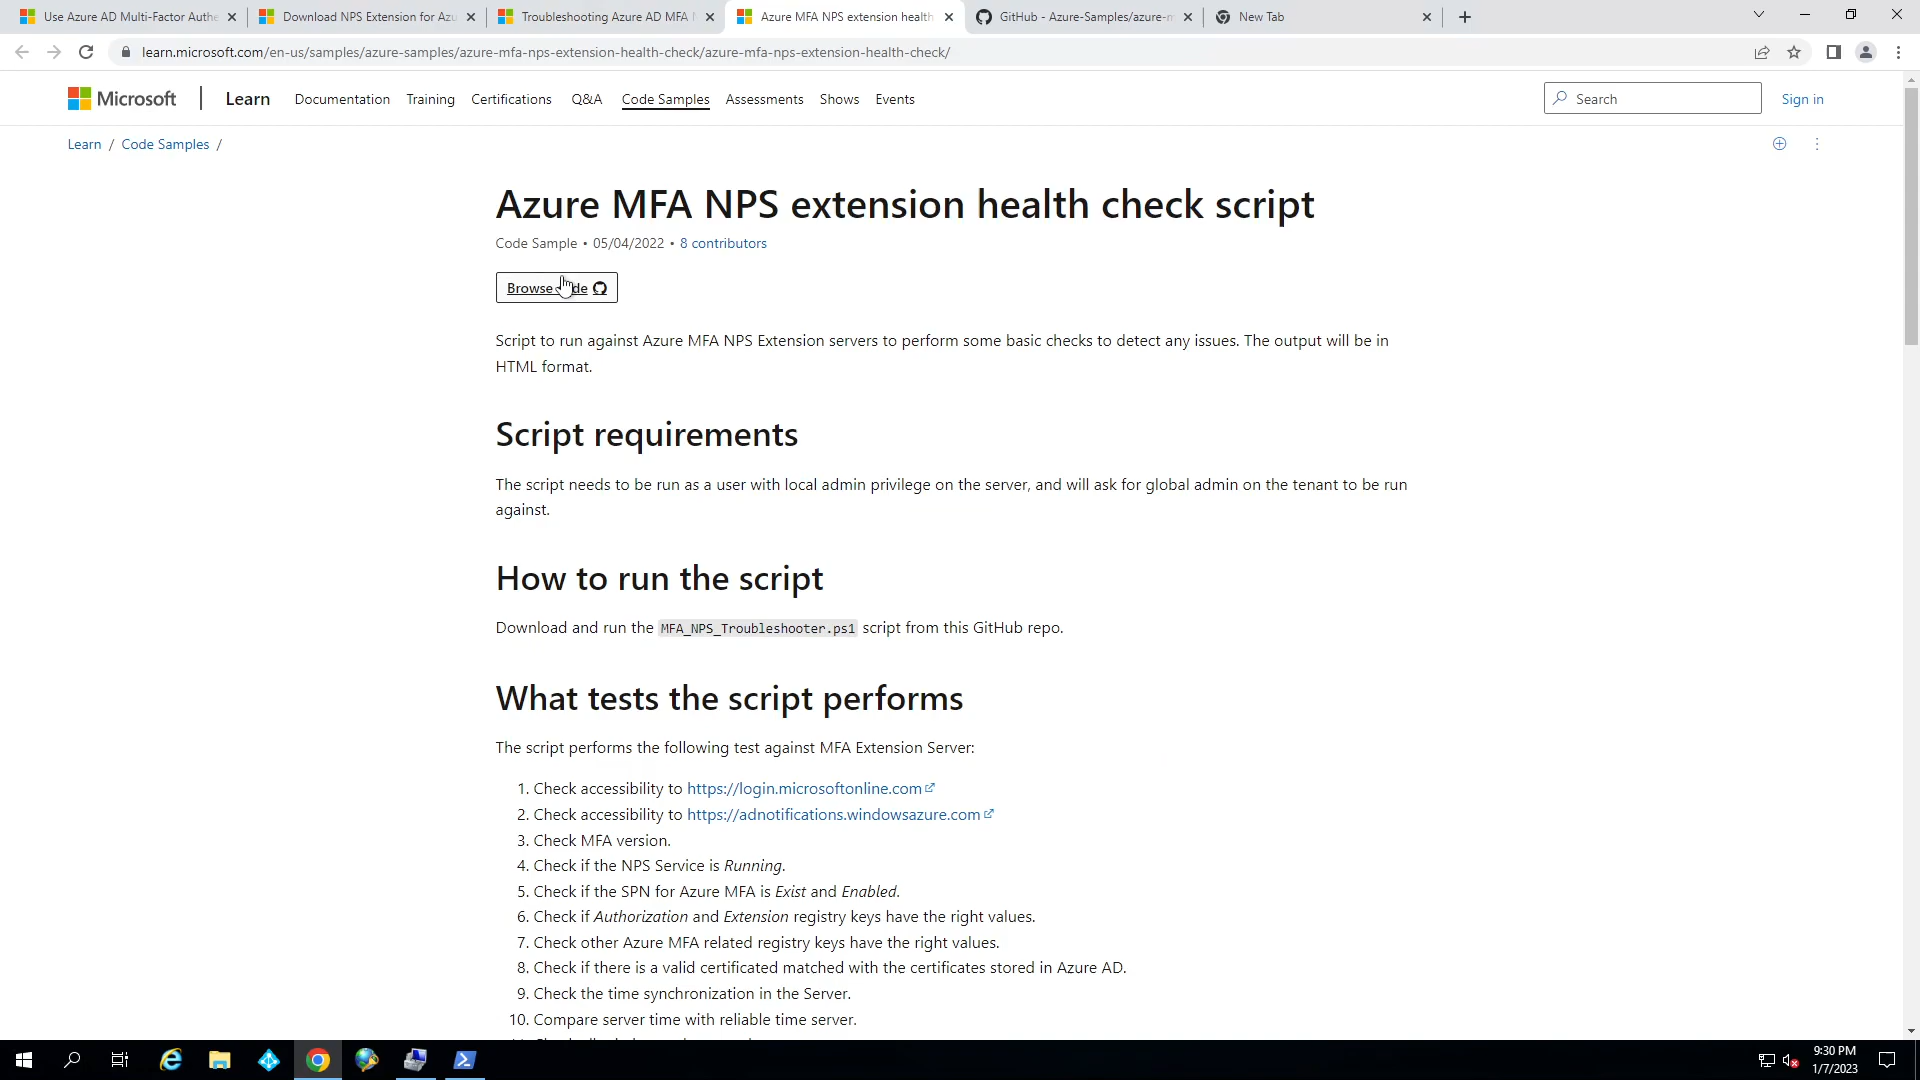 Azure AD Multi-Factor Authe
Download NPS Extension for Azu
Troubleshooting Azure AD MFA
Azure MFA NPS extension health
GitHub - Azure-Samples/azure-m
New Tab
learn.microsoft.com/en-us/samples/azure-samples/azure-mfa-nps-extension-health-check/azure-mfa-nps-extension-health-check/
Microsoft
Learn
Documentation
Training
Certifications
Q&A
Code Samples
Assessments
Shows
Events
Search
Sign in
Learn / Code Samples /
Azure MFA NPS extension health check script
Code Sample • 05/04/2022 • 8 contributors
Browse
Script to run against Azure MFA NPS Extension servers to perform some basic checks to detect any issues. The output will be in
HTML format.
Script requirements
The script needs to be run as a user with local admin privilege on the server, and will ask for global admin on the tenant to be run
against.
How to run the script
Download and run the MFA_NPS_Troubleshooter.ps1 script from this GitHub repo.
What tests the script performs
The script performs the following test against MFA Extension Server:
1. Check accessibility to https://login.microsoftonline.com
2. Check accessibility to https://adnotifications.windowsazure.com
3. Check MFA version.
4. Check if the NPS Service is Running.
5. Check if the SPN for Azure MFA is Exist and Enabled.
6. Check if Authorization and Extension registry keys have the right values.
7. Check other Azure MFA related registry keys have the right values.
8. Check if there is a valid certificated matched with the certificates stored in Azure AD.
9. Check the time synchronization in the Server.
10. Compare server time with reliable time server.
9:30 PM
1/7/2023